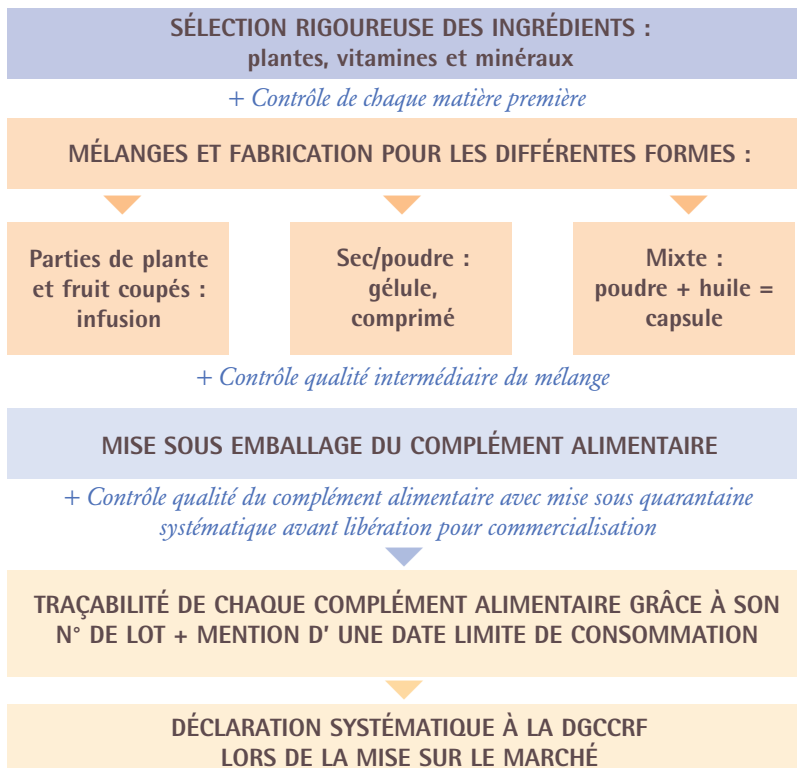 SÉLECTION RIGOUREUSE DES INGRÉDIENTS :
plantes, vitamines et minéraux
+ Contrôle de chaque matière première
MÉLANGES ET FABRICATION POUR LES DIFFÉRENTES FORMES :
Parties de plante
et fruit coupés :
infusion
Sec/poudre :
gélule,
comprimé
Mixte :
poudre + huile =
capsule
+ Contrôle qualité intermédiaire du mélange
MISE SOUS EMBALLAGE DU COMPLÉMENT ALIMENTAIRE
+ Contrôle qualité du complément alimentaire avec mise sous quarantaine
systématique avant libération pour commercialisation
TRAÇABILITÉ DE CHAQUE COMPLÉMENT ALIMENTAIRE GRÂCE À SON
N° DE LOT + MENTION D' UNE DATE LIMITE DE CONSOMMATION
DÉCLARATION SYSTÉMATIQUE À LA DGCCRF
LORS DE LA MISE SUR LE MARCHÉ